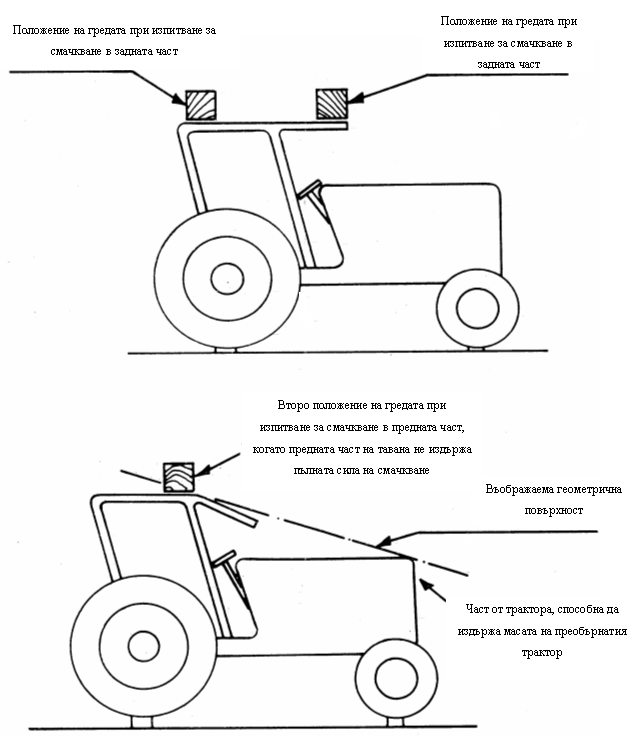 Положение на гредата при изпитване за
смачкване в задната част
Положение на гредата при
изпитване за смачкване в
задната част
Второ положение на гредата при
изпитване за смачкване в предната част,
когато предната част на тавана не издържа
пълната сила на смачкване
Въображаема геометрична
повърхност
Част от трактора, способна да
издържа масата на преобърнатия
трактор